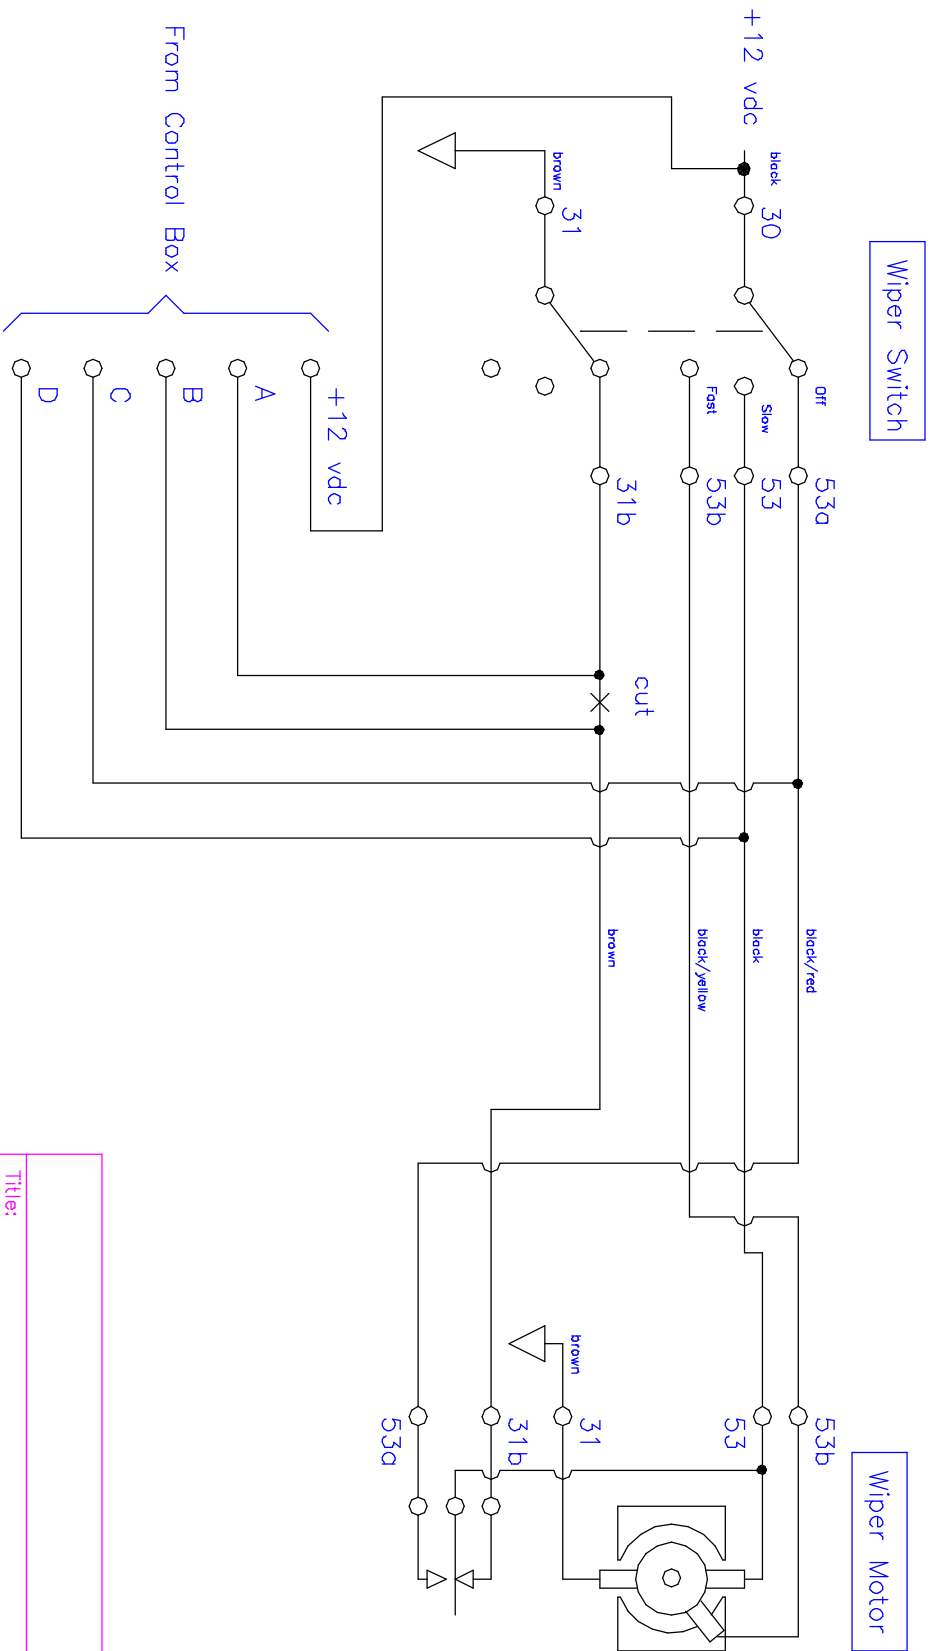 Wiper Switch
+12 vdc
black
30
Off
53a
Slow
53
Fast
53b
brown
31
31b
cut
From Control Box
+12 vdc
A
B
C
D
black/red
black
black/yellow
brown
Wiper Motor
53b
53
brown
31
31b
53a
Title: